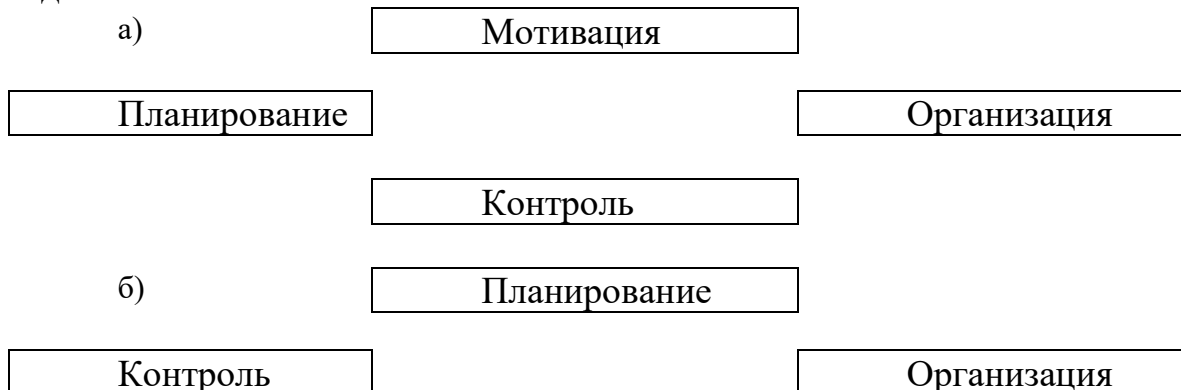 а) Мотивация
Планирование Организация
Контроль
б) Планирование
Контроль Организация